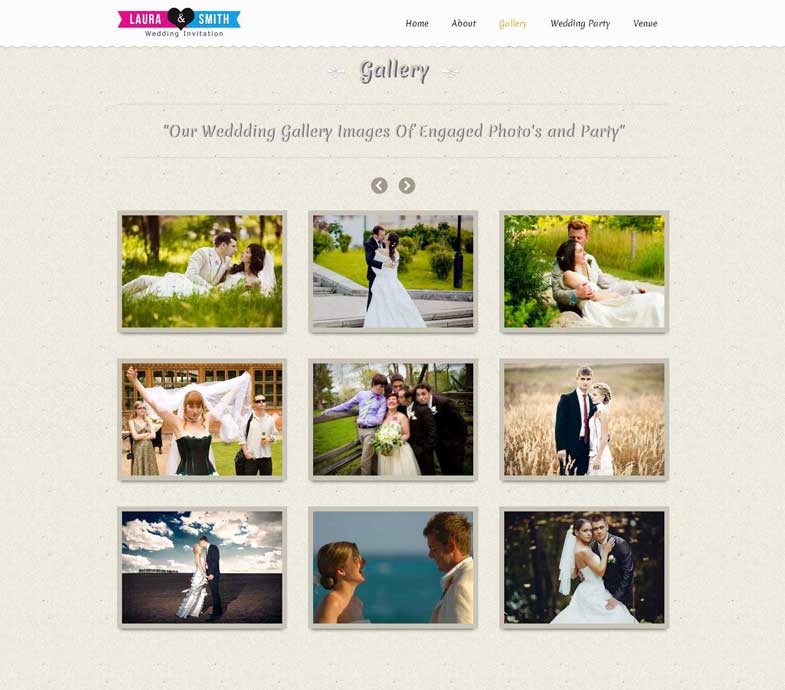 LAURA & SMITH
Wedding Invitation
Home About Gallery Wedding Party Venue
Gallery
"Our Weddding Gallery Images Of Engaged Photo's and Party"